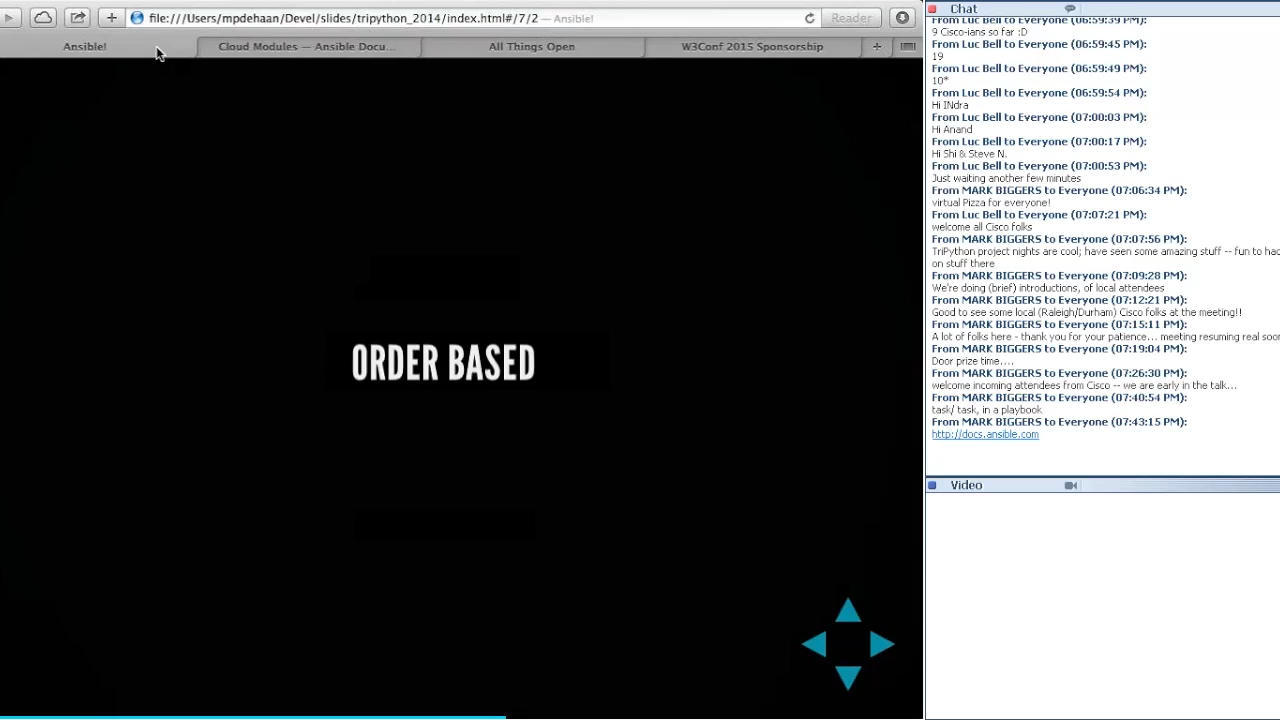 file:///Users/mpdehaan/Devel/slides/tripython_2014/index.html#/7/2 — Ansible!
Reader
Ansible!
Cloud Modules — Ansible Docu...
All Things Open
W3Conf 2015 Sponsorship
ORDER BASED
Chat
From Luc Bell to Everyone (06:59:39 PM):
9 Cisco-ians so far :D
From Luc Bell to Everyone (06:59:45 PM):
19
From Luc Bell to Everyone (06:59:49 PM):
10*
From Luc Bell to Everyone (06:59:54 PM):
Hi INdra
From Luc Bell to Everyone (07:00:03 PM):
Hi Anand
From Luc Bell to Everyone (07:00:17 PM):
Hi Shi & Steve N.
From Luc Bell to Everyone (07:00:53 PM):
Just waiting another few minutes
From MARK BIGGERS to Everyone (07:06:34 PM):
virtual Pizza for everyone!
From Luc Bell to Everyone (07:07:21 PM):
welcome all Cisco folks
From MARK BIGGERS to Everyone (07:07:56 PM):
TriPython project nights are cool; have seen some amazing stuff -- fun to hac
on stuff there
From MARK BIGGERS to Everyone (07:09:28 PM):
We're doing (brief) introductions, of local attendees
From MARK BIGGERS to Everyone (07:12:21 PM):
Good to see some local (Raleigh/Durham) Cisco folks at the meeting!!
From MARK BIGGERS to Everyone (07:15:11 PM):
A lot of folks here - thank you for your patience... meeting resuming real soon
From MARK BIGGERS to Everyone (07:19:04 PM):
Door prize time....
From MARK BIGGERS to Everyone (07:26:30 PM):
welcome incoming attendees from Cisco -- we are early in the talk...
From MARK BIGGERS to Everyone (07:40:54 PM):
task/ task, in a playbook
From MARK BIGGERS to Everyone (07:43:15 PM):
http://docs.ansible.com
Video